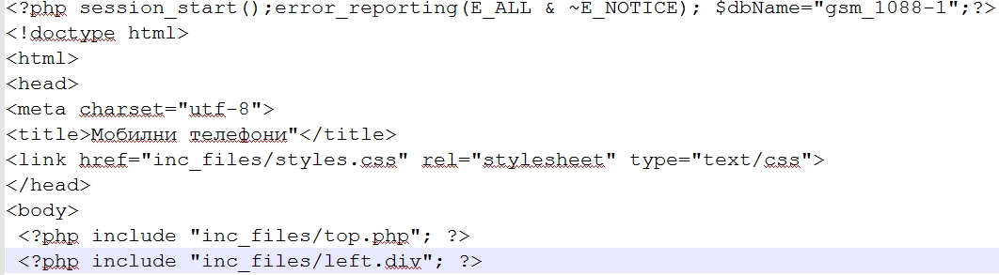 <?php session_start();error_reporting(E_ALL & ~E_NOTICE); $dbName="gsm_1088-1";?>
<!doctype html>
<html>
<head>
<meta charset="utf-8">
<title>Мобилни телефони"</title>
<link href="inc_files/styles.css" rel="stylesheet" type="text/css">
</head>
<body>
<?php include "inc_files/top.php"; ?>
<?php include "inc_files/left.div"; ?>